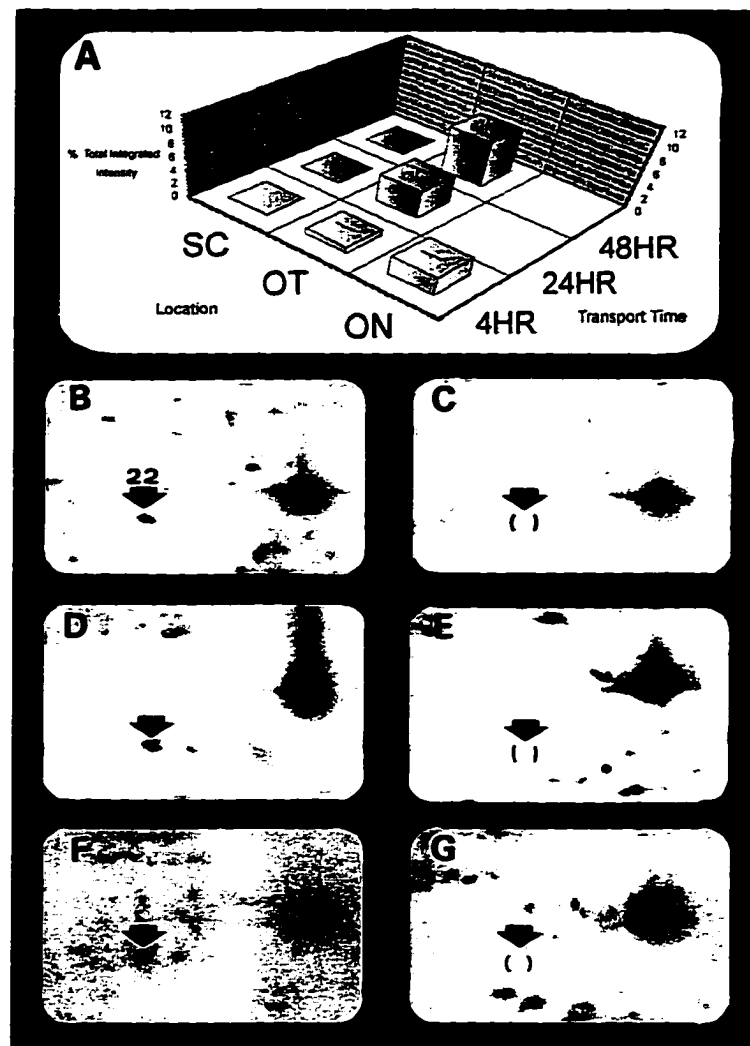 A
12
10
8
6
4
2
0
% Total Integrated
Intensity
12
10
8
6
4
2
0
SC
OT
ON
48HR
24HR
4HR
Location
Transport Time
B
22
C
( )
D
E
( )
F
G
( )